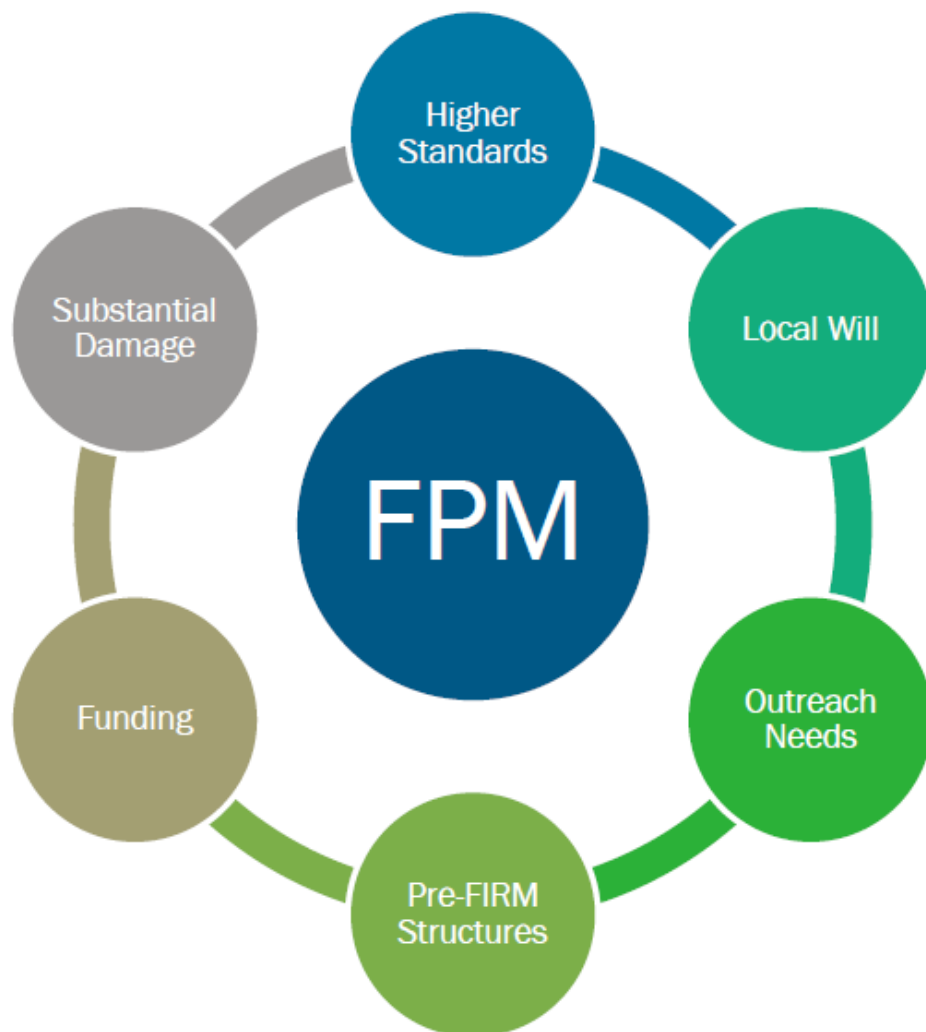 Higher
Standards
Local Will
Outreach
Needs
Pre-FIRM
Structures
Funding
Substantial
Damage
FPM